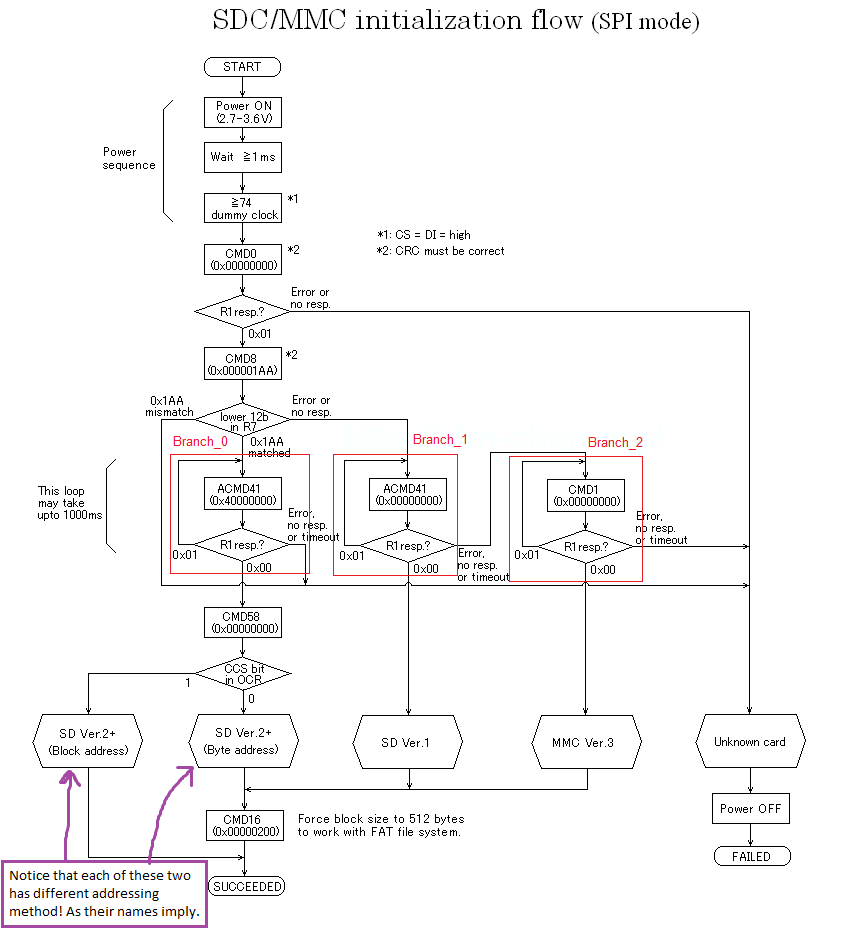 SDC/MMC initialization flow (SPI mode)
START
Power ON
(2.7-3.6V)
Power
sequence
Wait ≧1ms
≧74
dummy clock
*1
*1: CS = DI = high
*2: CRC must be correct
CMD0
(0x00000000)
*2
Error or
no resp.
R1 resp.?
0x01
CMD8
(0x000001AA)
*2
0x1AA
mismatch
Error or
no resp.
lower 12b
in R7
0x1AA
matched
Branch_0
Branch_1
Branch_2
This loop
may take
upto 1000ms
ACMD41
(0x40000000)
ACMD41
(0x00000000)
CMD1
(0x00000000)
Error,
no resp.
or timeout
Error,
no resp.
or timeout
R1 resp.?
R1 resp.?
R1 resp.?
0x01
0x00
0x01
0x00
Error,
no resp.
or timeout
0x01
0x00
CMD58
(0x00000000)
CCS bit
in OCR
1
0
SD Ver.2+
(Block address)
SD Ver.2+
(Byte address)
SD Ver.1
MMC Ver.3
Unknown card
CMD16
(0x00000200)
Force block size to 512 bytes
to work with FAT file system.
Power OFF
FAILED
SUCCEEDED
Notice that each of these two
has different addressing
method! As their names imply.